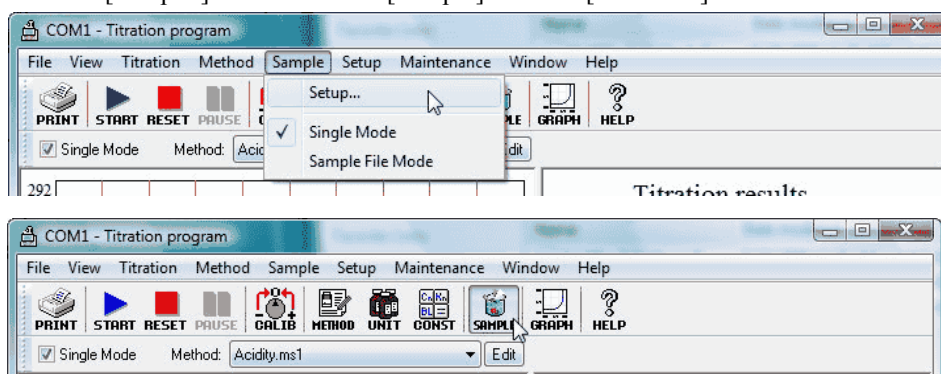 COM1 - Titration program
File View Titration Method Sample Setup Maintenance Window Help
Setup...
PRINT START RESET PAUSE GRAPH HELP
Single Mode
Single Mode Method:
Sample File Mode
292
Titration results
COM1 - Titration program
File View Titration Method Sample Setup Maintenance Window Help
PRINT START RESET PAUSE CALIB METHOD UNIT CONST SAMPLE GRAPH HELP
Single Mode Method: Acidity.ms1 Edit